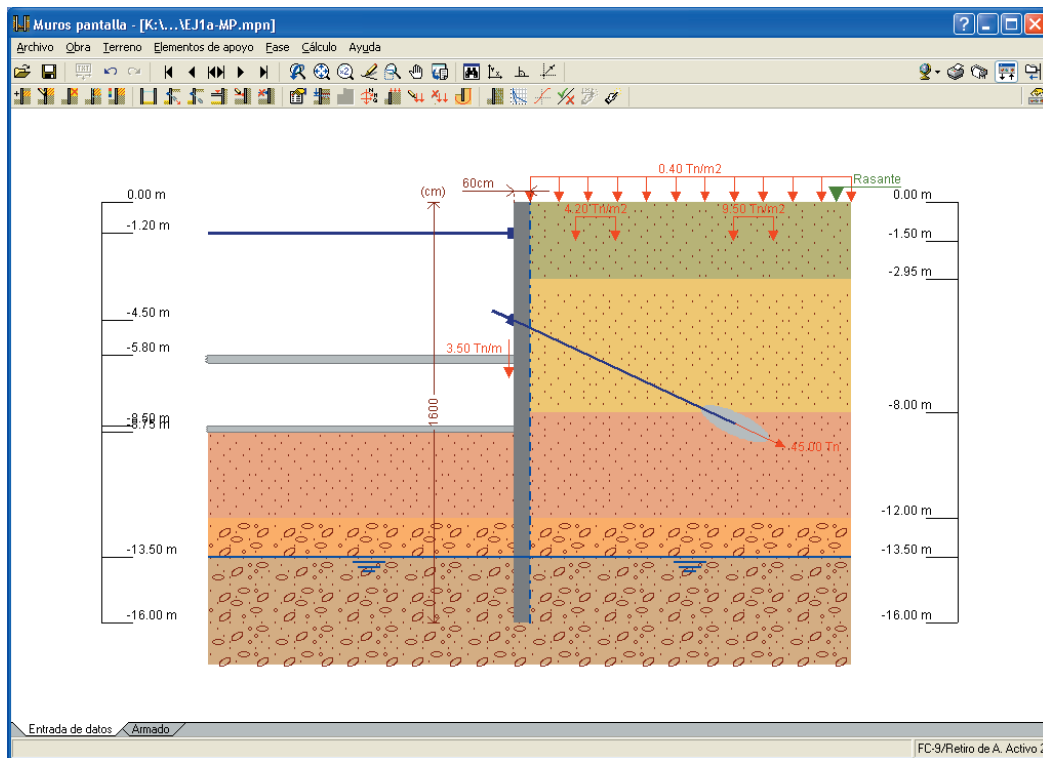 Muros pantalla - [K:\...\EJ1a-MP.mpn]
Archivo Obra Terreno Elementos de apoyo Fase Cálculo Ayuda
0.40 Tn/m2
60cm
(cm)
Rasante
0.00 m
0.00 m
4.20 Tn/m2
9.50 Tn/m2
-1.20 m
-1.50 m
-2.95 m
-4.50 m
3.50 Tn/m
-5.80 m
1600
-8.00 m
-8.50 m
-8.75 m
45.00 Tn
-12.00 m
-13.50 m
-13.50 m
-16.00 m
-16.00 m
Entrada de datos Armado
FC-9/Retiro de A. Activo 2